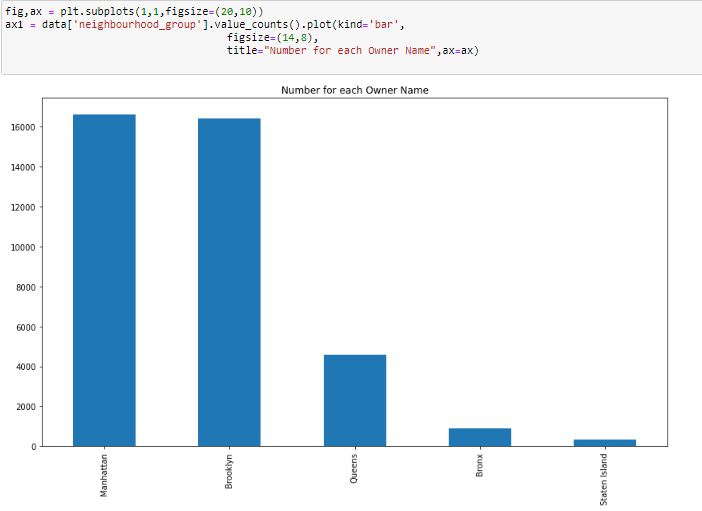 fig,ax = plt.subplots(1,1,figsize=(20,10))
ax1 = data['neighbourhood_group'].value_counts().plot(kind='bar',
figsize=(14,8),
title="Number for each Owner Name",ax=ax)
Number for each Owner Name
16000
14000
12000
10000
8000
6000
4000
2000
0
Manhattan
Brooklyn
Queens
Bronx
Staten Island